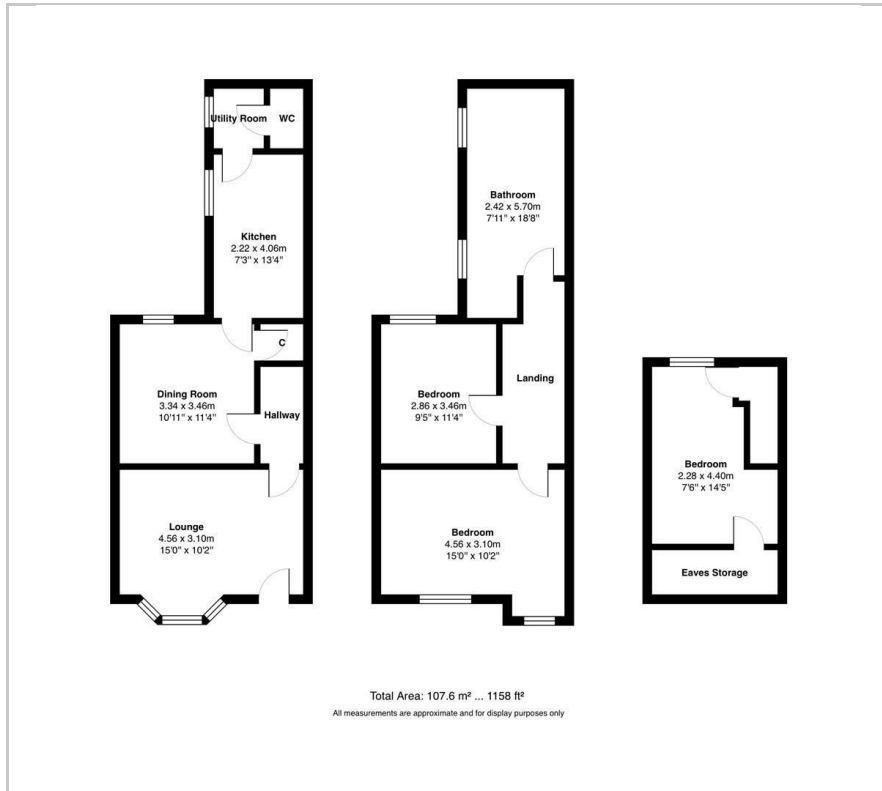 Utility Room
WC
Kitchen
2.22 x 4.06m
7'3" x 13'4"
C
Dining Room
3.34 x 3.46m
10'11" x 11'4"
Hallway
Lounge
4.56 x 3.10m
15'0" x 10'2"
Bathroom
2.42 x 5.70m
7'11" x 18'8"
Landing
Bedroom
2.86 x 3.46m
9'5" x 11'4"
Bedroom
4.56 x 3.10m
15'0" x 10'2"
Bedroom
2.28 x 4.40m
7'6" x 14'5"
Eaves Storage
Total Area: 107.6 m² ... 1158 ft²
All measurements are approximate and for display purposes only